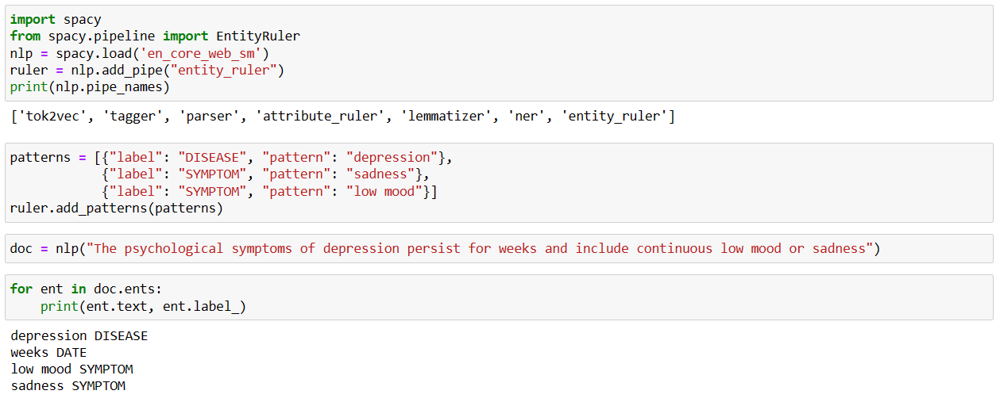 import spacy
from spacy.pipeline import EntityRuler
nlp = spacy.load('en_core_web_sm')
ruler = nlp.add_pipe("entity_ruler")
print(nlp.pipe_names)
['tok2vec', 'tagger', 'parser', 'attribute_ruler', 'lemmatizer', 'ner', 'entity_ruler']
patterns = [{"label": "DISEASE", "pattern": "depression"},
            {"label": "SYMPTOM", "pattern": "sadness"},
            {"label": "SYMPTOM", "pattern": "low mood"}]
ruler.add_patterns(patterns)
doc = nlp("The psychological symptoms of depression persist for weeks and include continuous low mood or sadness")
for ent in doc.ents:
    print(ent.text, ent.label_)
depression DISEASE
weeks DATE
low mood SYMPTOM
sadness SYMPTOM